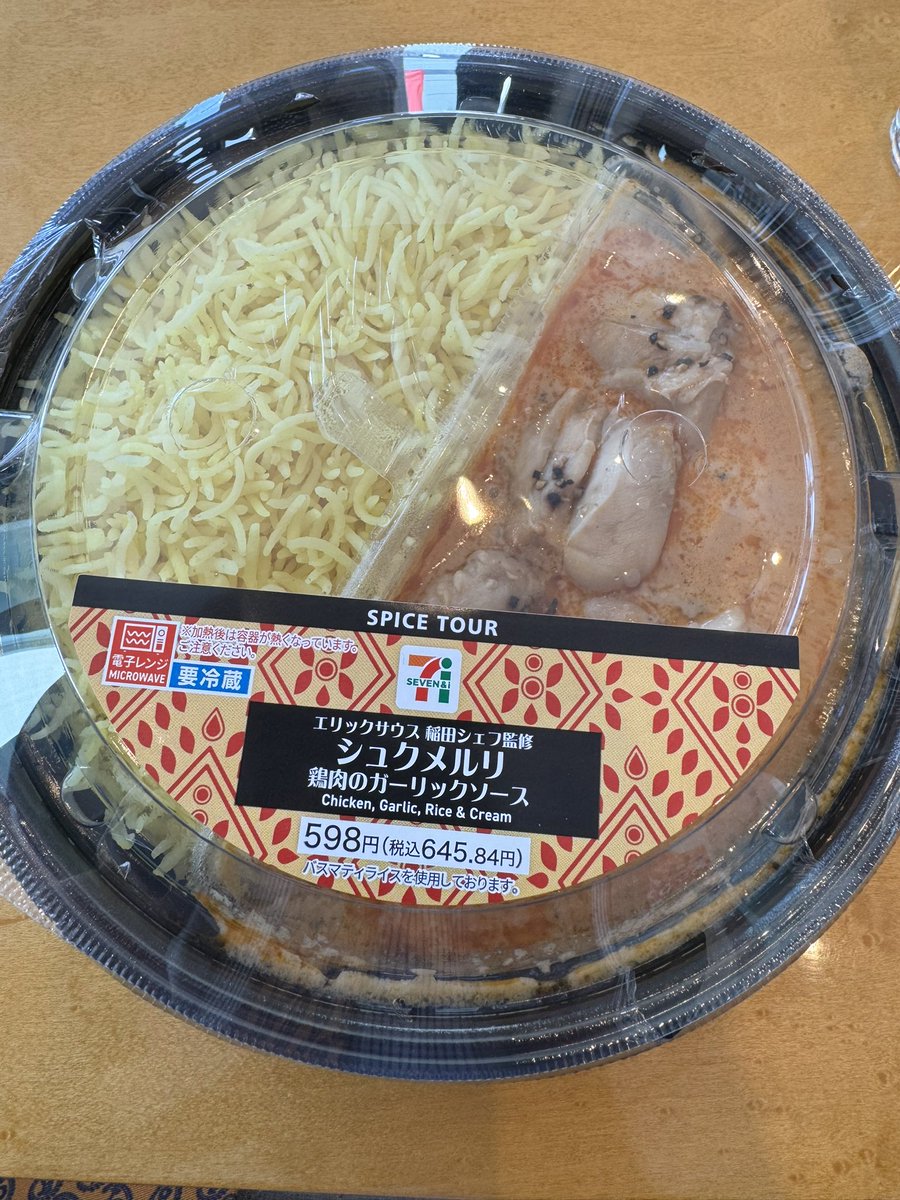 SPICE TOUR
電子レンジ
MICROWAVE
※加熱後は容器が熱くなっています。
ご注意ください。
要冷蔵
SEVEN&i
エリックサウス 稲田シェフ監修
シュクメルリ
鶏肉のガーリックソース
Chicken, Garlic, Rice & Cream
598円(税込645.84円)
バスマティライスを使用しております。